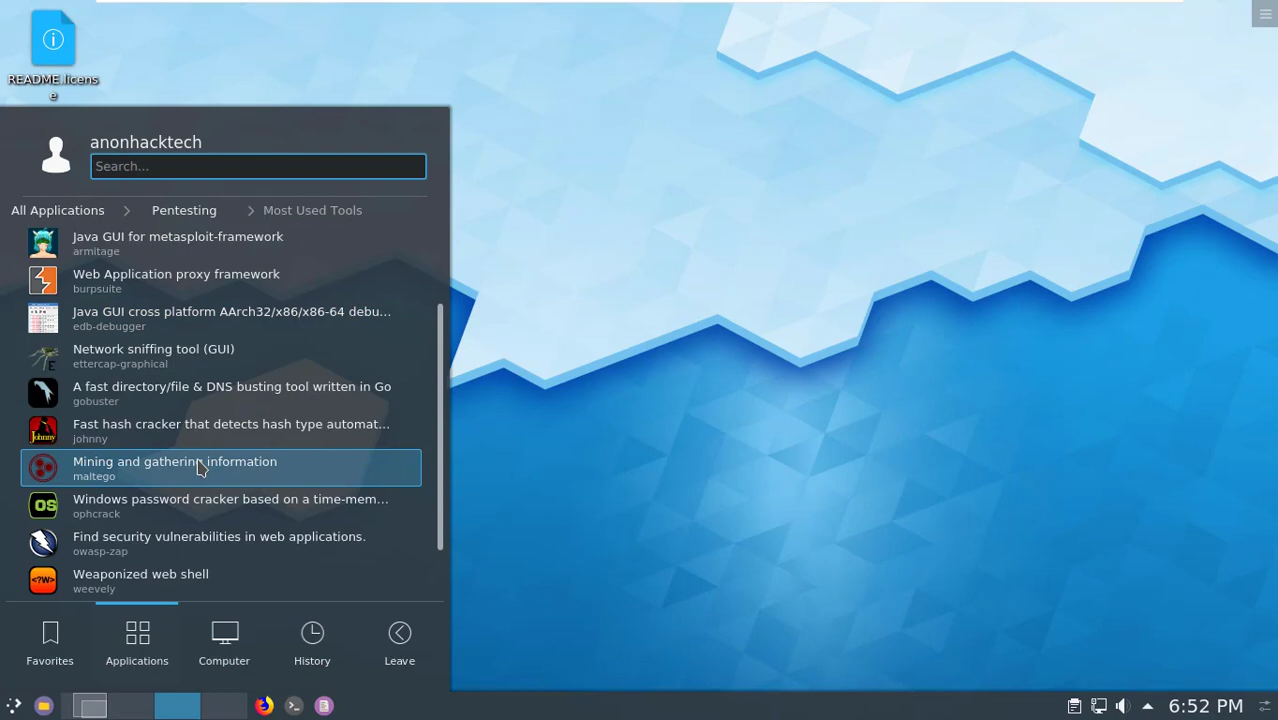 README.licens
e
anonhacktech
Search...
All Applications > Pentesting > Most Used Tools
Java GUI for metasploit-framework
armitage
Web Application proxy framework
burpsuite
Java GUI cross platform AArch32/x86/x86-64 debu...
edb-debugger
Network sniffing tool (GUI)
ettercap-graphical
E
A fast directory/file & DNS busting tool written in Go
gobuster
Fast hash cracker that detects hash type automat...
johnny
Johnny
Mining and gathering information
maltego
OS
Windows password cracker based on a time-mem...
ophcrack
Find security vulnerabilities in web applications.
owasp-zap
<?W>
Weaponized web shell
weevely
Favorites
Applications
Computer
History
Leave
6:52 PM